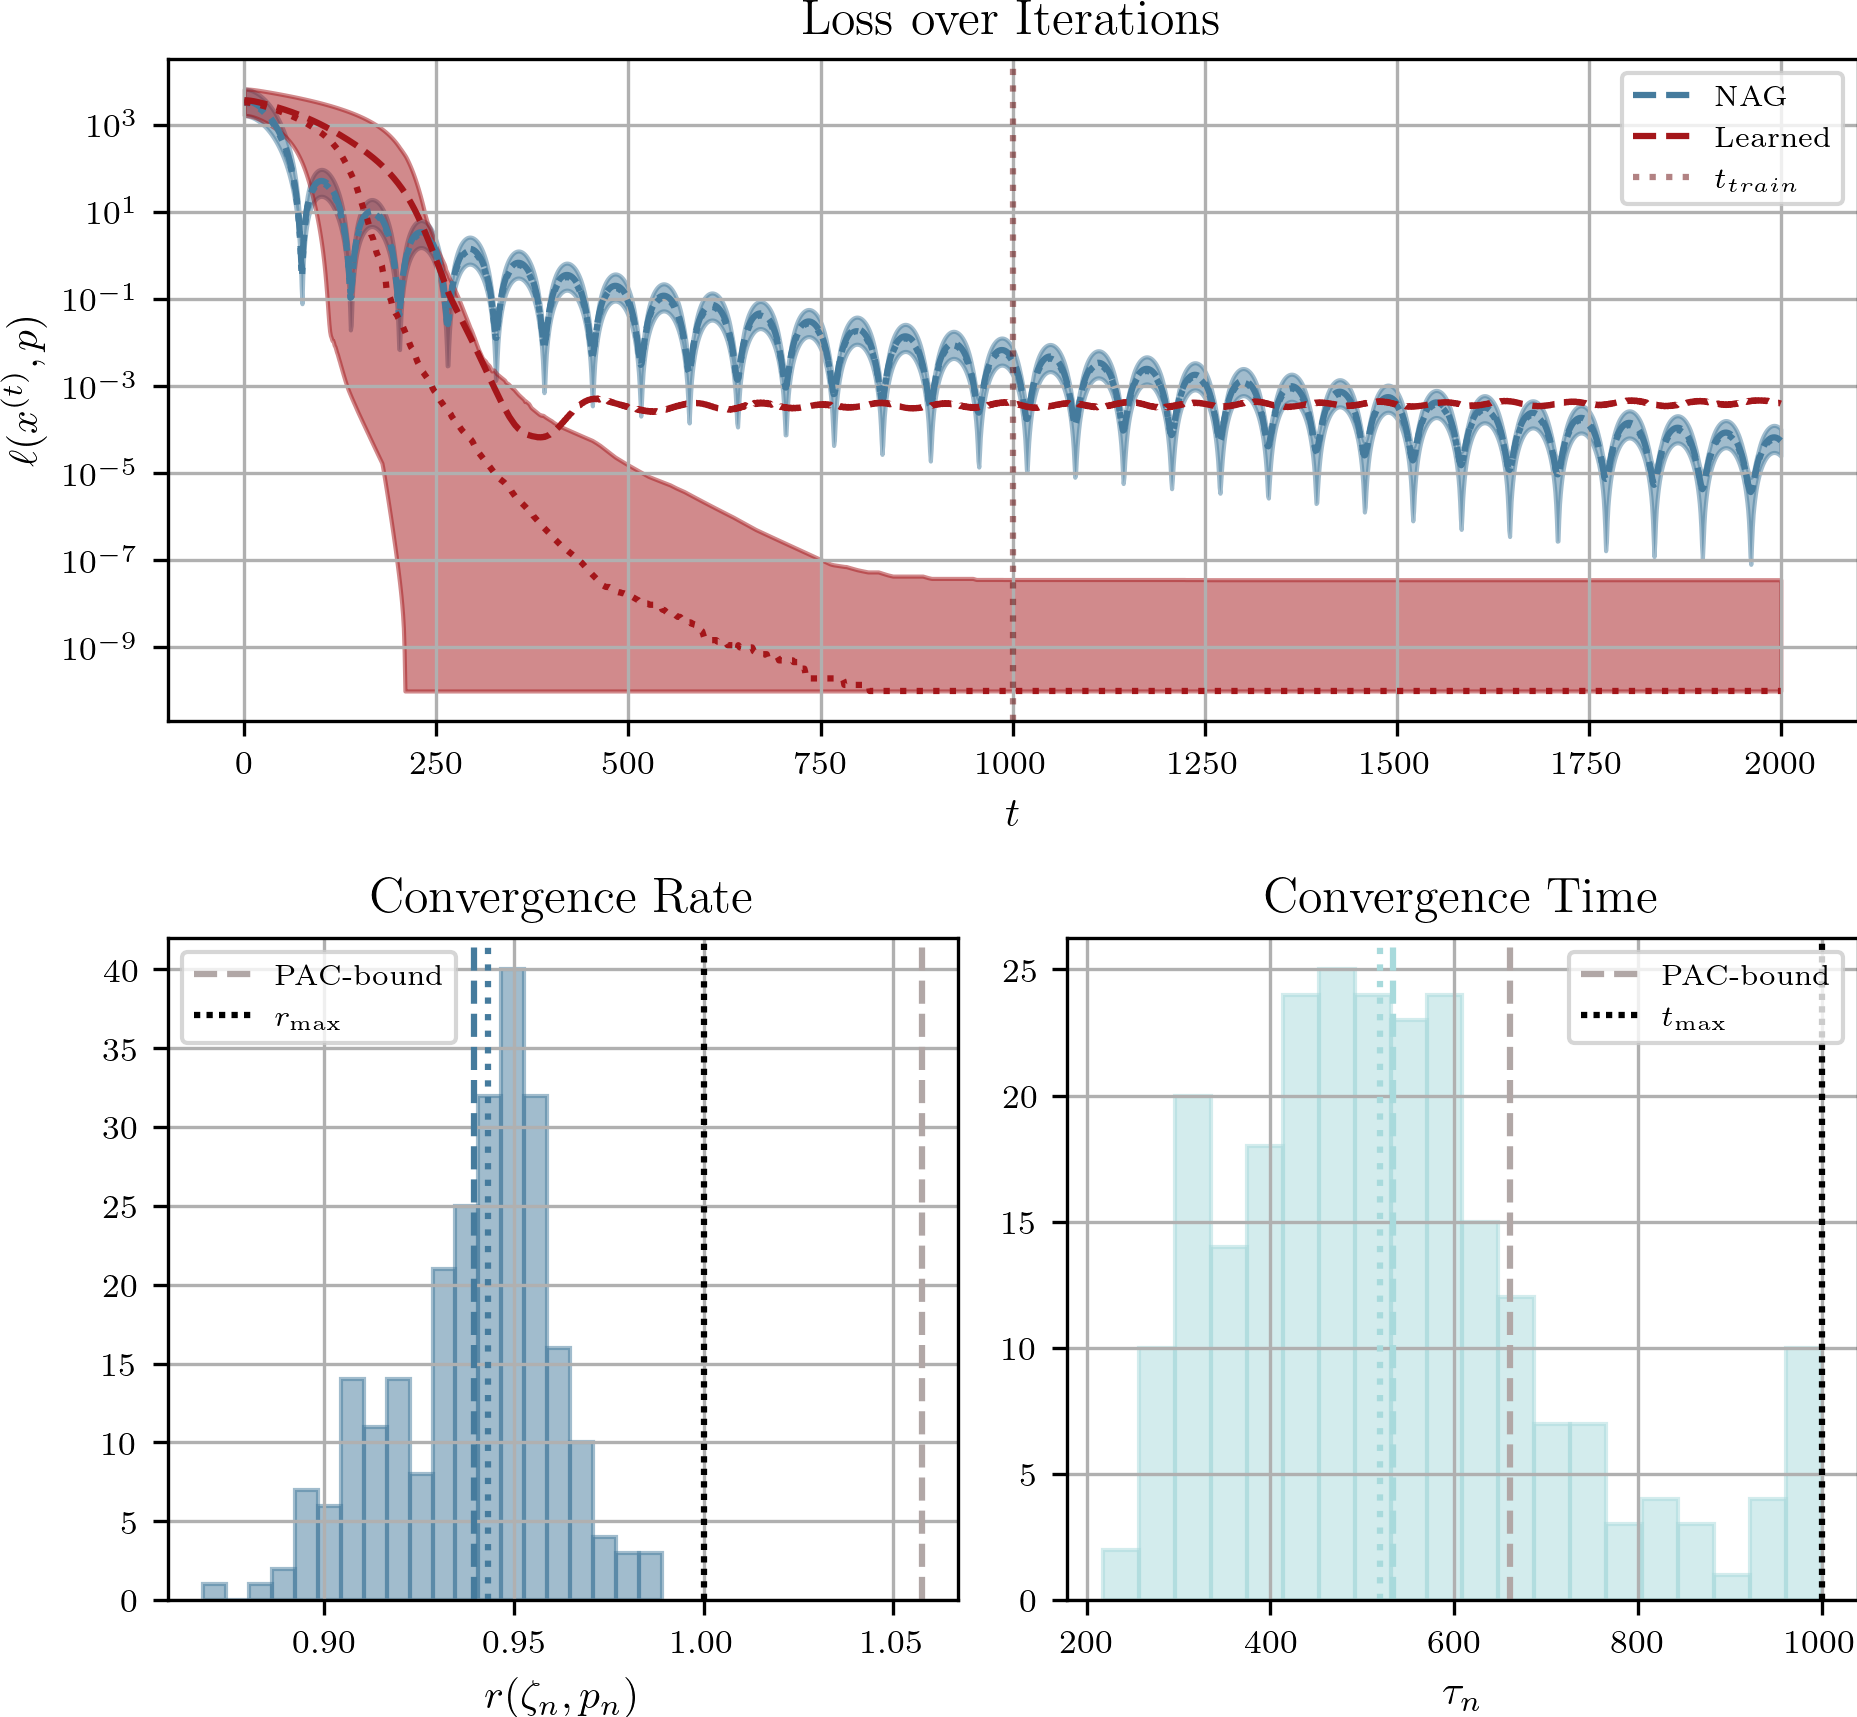 Loss over Iterations
ℓ(x^(t), p)
10^3
10^1
10^−1
10^−3
10^−5
10^−7
10^−9
NAG
Learned
t_train
0 250 500 750 1000 1250 1500 1750 2000
t
Convergence Rate
40
35
30
25
20
15
10
5
0
PAC-bound
r_max
0.90 0.95 1.00 1.05
r(ζ_n, p_n)
Convergence Time
25
20
15
10
5
0
PAC-bound
t_max
200 400 600 800 1000
τ_n